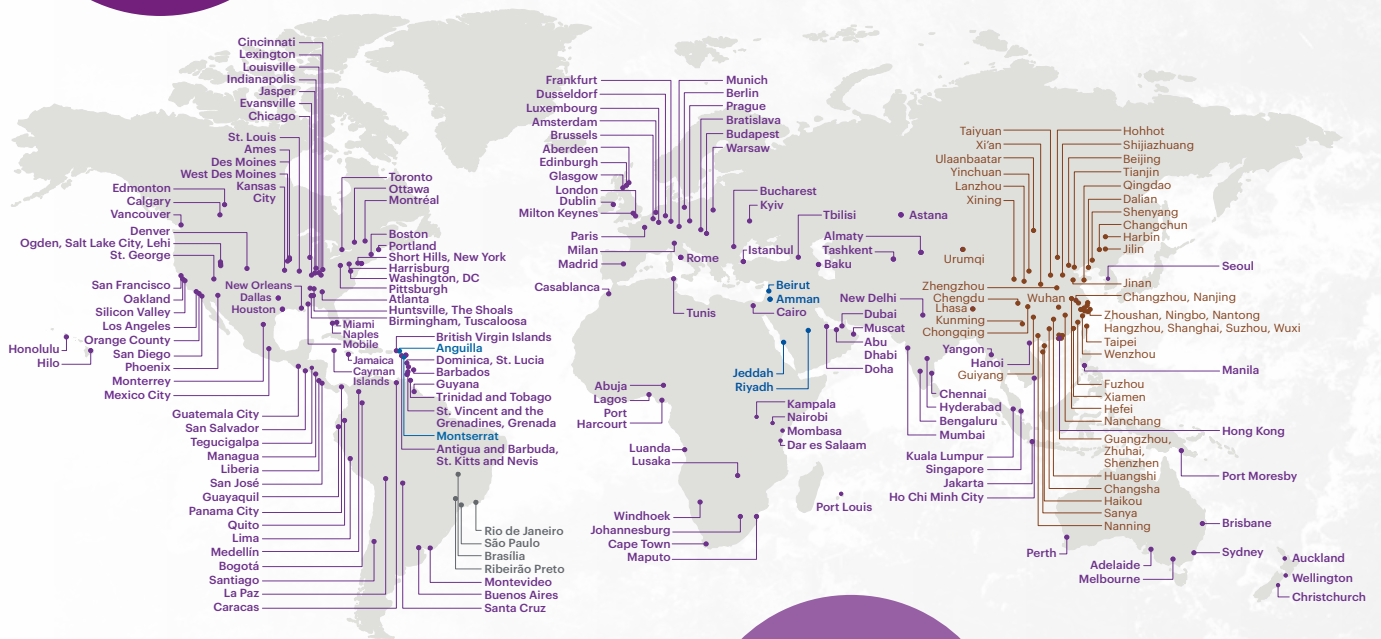 Cincinnati
Lexington
Louisville
Indianapolis
Jasper
Evansville
Chicago
St. Louis
Ames
Des Moines
West Des Moines
Kansas
City
Edmonton
Calgary
Vancouver
Denver
Ogden, Salt Lake City, Lehi
St. George
San Francisco
Oakland
Silicon Valley
Los Angeles
Orange County
San Diego
Phoenix
Monterrey
Mexico City
Honolulu
Hilo
New Orleans
Dallas
Houston
Toronto
Ottawa
Montréal
Boston
Portland
Short Hills, New York
Harrisburg
Washington, DC
Pittsburgh
Atlanta
Huntsville, The Shoals
Birmingham, Tuscaloosa
Miami
Naples
Mobile
Jamaica
Cayman
Islands
British Virgin Islands
Anguilla
Dominica, St. Lucia
Barbados
Guyana
Trinidad and Tobago
St. Vincent and the
Grenadines, Grenada
Montserrat
Antigua and Barbuda,
St. Kitts and Nevis
Guatemala City
San Salvador
Tegucigalpa
Managua
Liberia
San José
Guayaquil
Panama City
Quito
Lima
Medellín
Bogotá
Santiago
La Paz
Caracas
Rio de Janeiro
São Paulo
Brasília
Ribeirão Preto
Montevideo
Buenos Aires
Santa Cruz
Frankfurt
Dusseldorf
Luxembourg
Amsterdam
Brussels
Aberdeen
Edinburgh
Glasgow
London
Dublin
Milton Keynes
Paris
Milan
Madrid
Casablanca
Munich
Berlin
Prague
Bratislava
Budapest
Warsaw
Bucharest
Kyiv
Rome
Istanbul
Tunis
Tbilisi
Astana
Almaty
Tashkent
Baku
Beirut
Amman
Cairo
New Delhi
Dubai
Muscat
Abu
Dhabi
Doha
Jeddah
Riyadh
Abuja
Lagos
Port
Harcourt
Kampala
Nairobi
Mombasa
Dar es Salaam
Luanda
Lusaka
Port Louis
Windhoek
Johannesburg
Cape Town
Maputo
Taiyuan
Xi'an
Ulaanbaatar
Yinchuan
Lanzhou
Xining
Urumqi
Zhengzhou
Chengdu
Wuhan
Lhasa
Kunming
Chongqing
Yangon
Hanoi
Guiyang
Chennai
Hyderabad
Bengaluru
Mumbai
Kuala Lumpur
Singapore
Jakarta
Ho Chi Minh City
Hohhot
Shijiazhuang
Beijing
Tianjin
Qingdao
Dalian
Shenyang
Changchun
Harbin
Jilin
Seoul
Jinan
Changzhou, Nanjing
Zhoushan, Ningbo, Nantong
Hangzhou, Shanghai, Suzhou, Wuxi
Taipei
Wenzhou
Manila
Fuzhou
Xiamen
Hefei
Nanchang
Hong Kong
Guangzhou,
Zhuhai,
Shenzhen
Huangshi
Changsha
Haikou
Sanya
Nanning
Port Moresby
Brisbane
Perth
Sydney
Adelaide
Melbourne
Auckland
Wellington
Christchurch